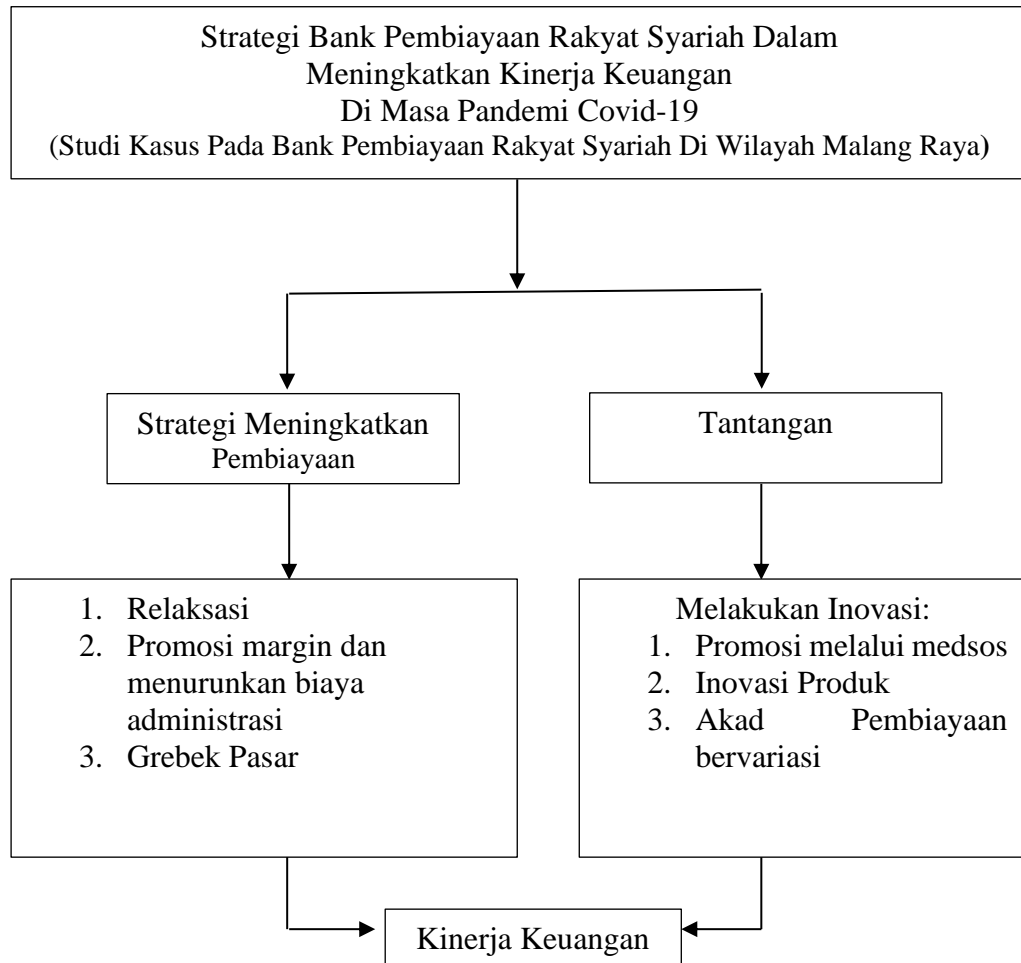 Strategi Bank Pembiayaan Rakyat Syariah Dalam
Meningkatkan Kinerja Keuangan
Di Masa Pandemi Covid-19
(Studi Kasus Pada Bank Pembiayaan Rakyat Syariah Di Wilayah Malang Raya)
Strategi Meningkatkan
Pembiayaan
Tantangan
1. Relaksasi
2. Promosi margin dan
menurunkan biaya
administrasi
3. Grebek Pasar
Melakukan Inovasi:
1. Promosi melalui medsos
2. Inovasi Produk
3. Akad Pembiayaan
bervariasi
Kinerja Keuangan